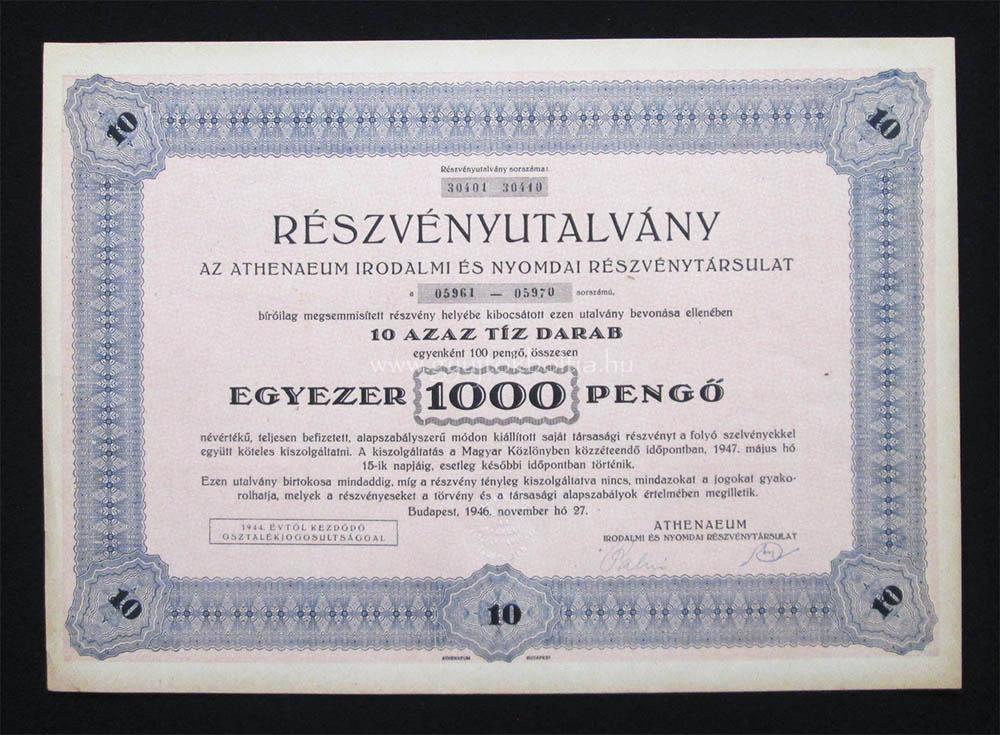 10
10
Részvényutalvány sorszáma:
30401 30410
RÉSZVÉNYUTALVÁNY
AZ ATHENAEUM IRODALMI ÉS NYOMDAI RÉSZVÉNYTÁRSULAT
a 05961 — 05970 sorszámú,
bíróilag megsemmisített részvény helyébe kibocsátott ezen utalvány bevonása ellenében
10 AZAZ TÍZ DARAB
egyenként 100 pengő, összesen
EGYEZER 1000 PENGŐ
névértékű, teljesen befizetett, alapszabályszerű módon kiállított saját társasági részvényt a folyó szelvényekkel
együtt köteles kiszolgáltatni. A kiszolgáltatás a Magyar Közlönyben közzéteendő időpontban, 1947. május hó
15-ik napjáig, esetleg későbbi időpontban történik.
Ezen utalvány birtokosa mindaddig, míg a részvény tényleg kiszolgáltatva nincs, mindazokat a jogokat gyako-
rolhatja, melyek a részvényeseket a törvény és a társasági alapszabályok értelmében megilletik.
Budapest, 1946. november hó 27.
1944. ÉVTŐL KEZDŐDŐ
OSZTALÉKJOGOSULTSÁGGAL
ATHENAEUM
IRODALMI ÉS NYOMDAI RÉSZVÉNYTÁRSULAT
10
10
10
ATHENAEUM BUDAPEST